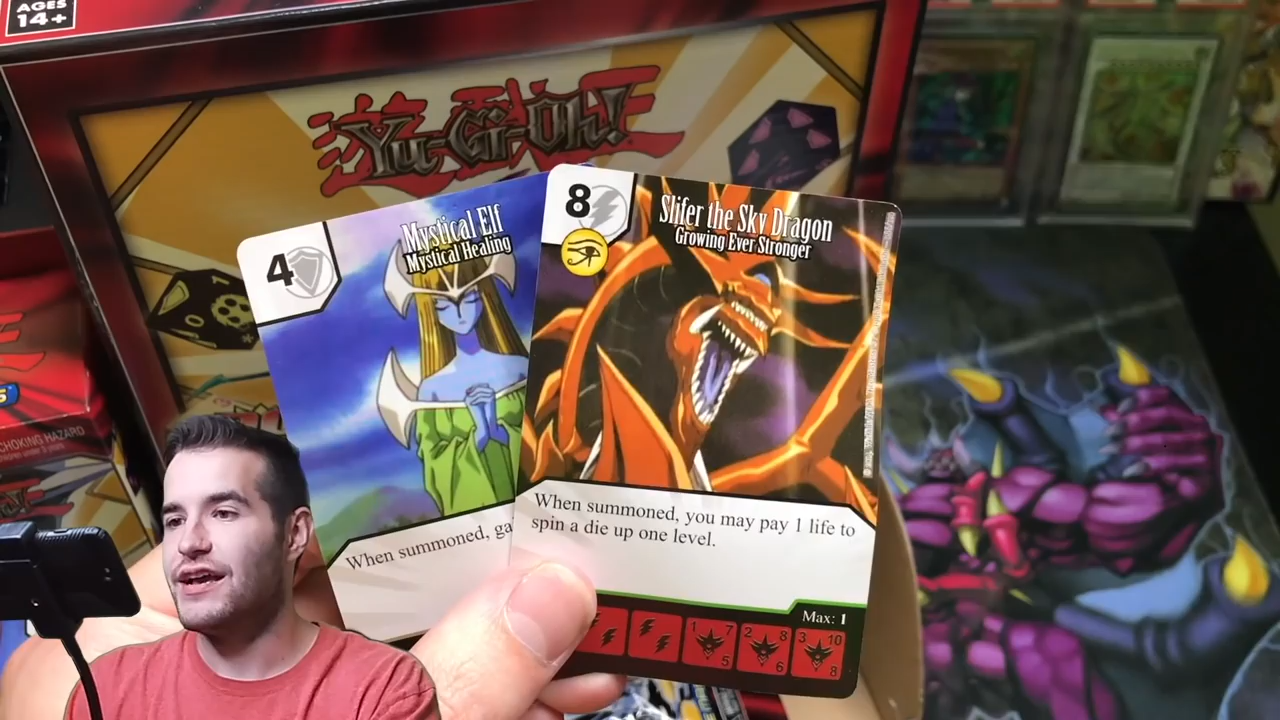 AGES
14+
Yu-Gi-Oh!
4
Mystical Elf
Mystical Healing
When summoned, ga
8
Slifer the Sky Dragon
Growing Ever Stronger
When summoned, you may pay 1 life to
spin a die up one level.
Max: 1
1 7 5
2 8 6
3 10 8
CHOKING HAZARD